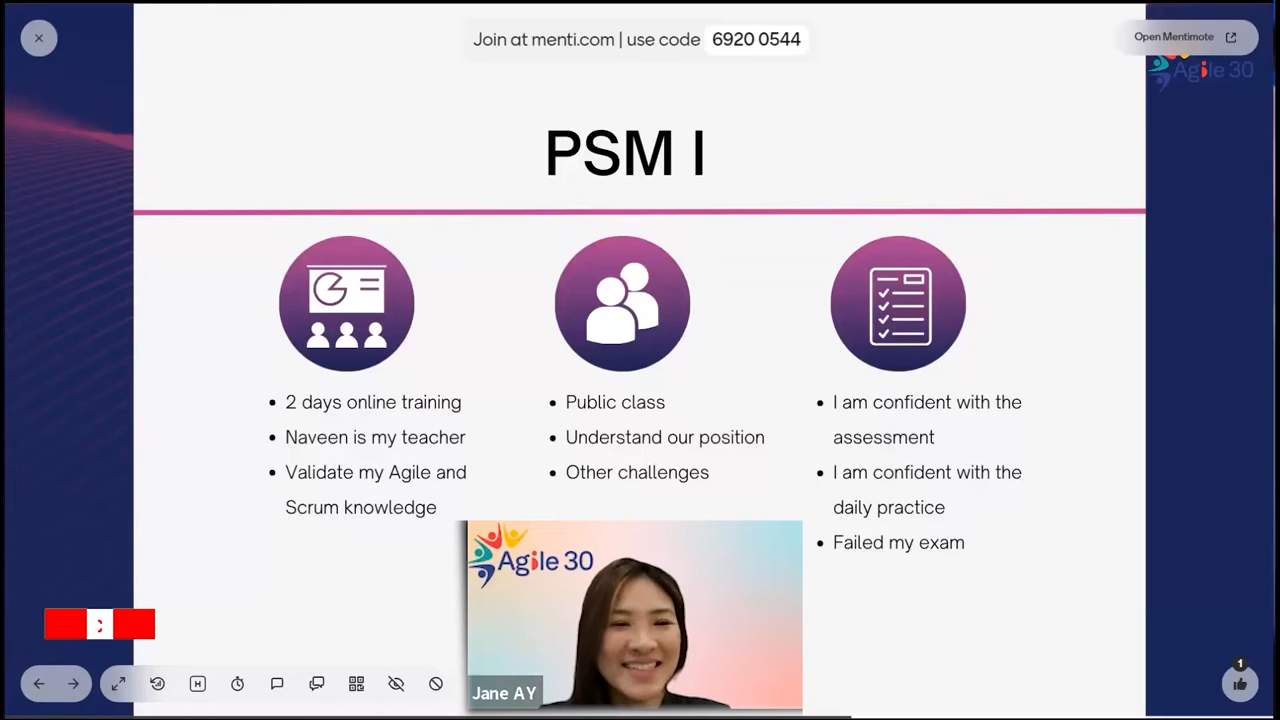 Join at menti.com | use code 6920 0544
Open Mentimote
Agile 30
PSM I
2 days online training
Naveen is my teacher
Validate my Agile and
Scrum knowledge
Public class
Understand our position
Other challenges
I am confident with the
assessment
I am confident with the
daily practice
Failed my exam
Agile 30
Jane AY
H
1